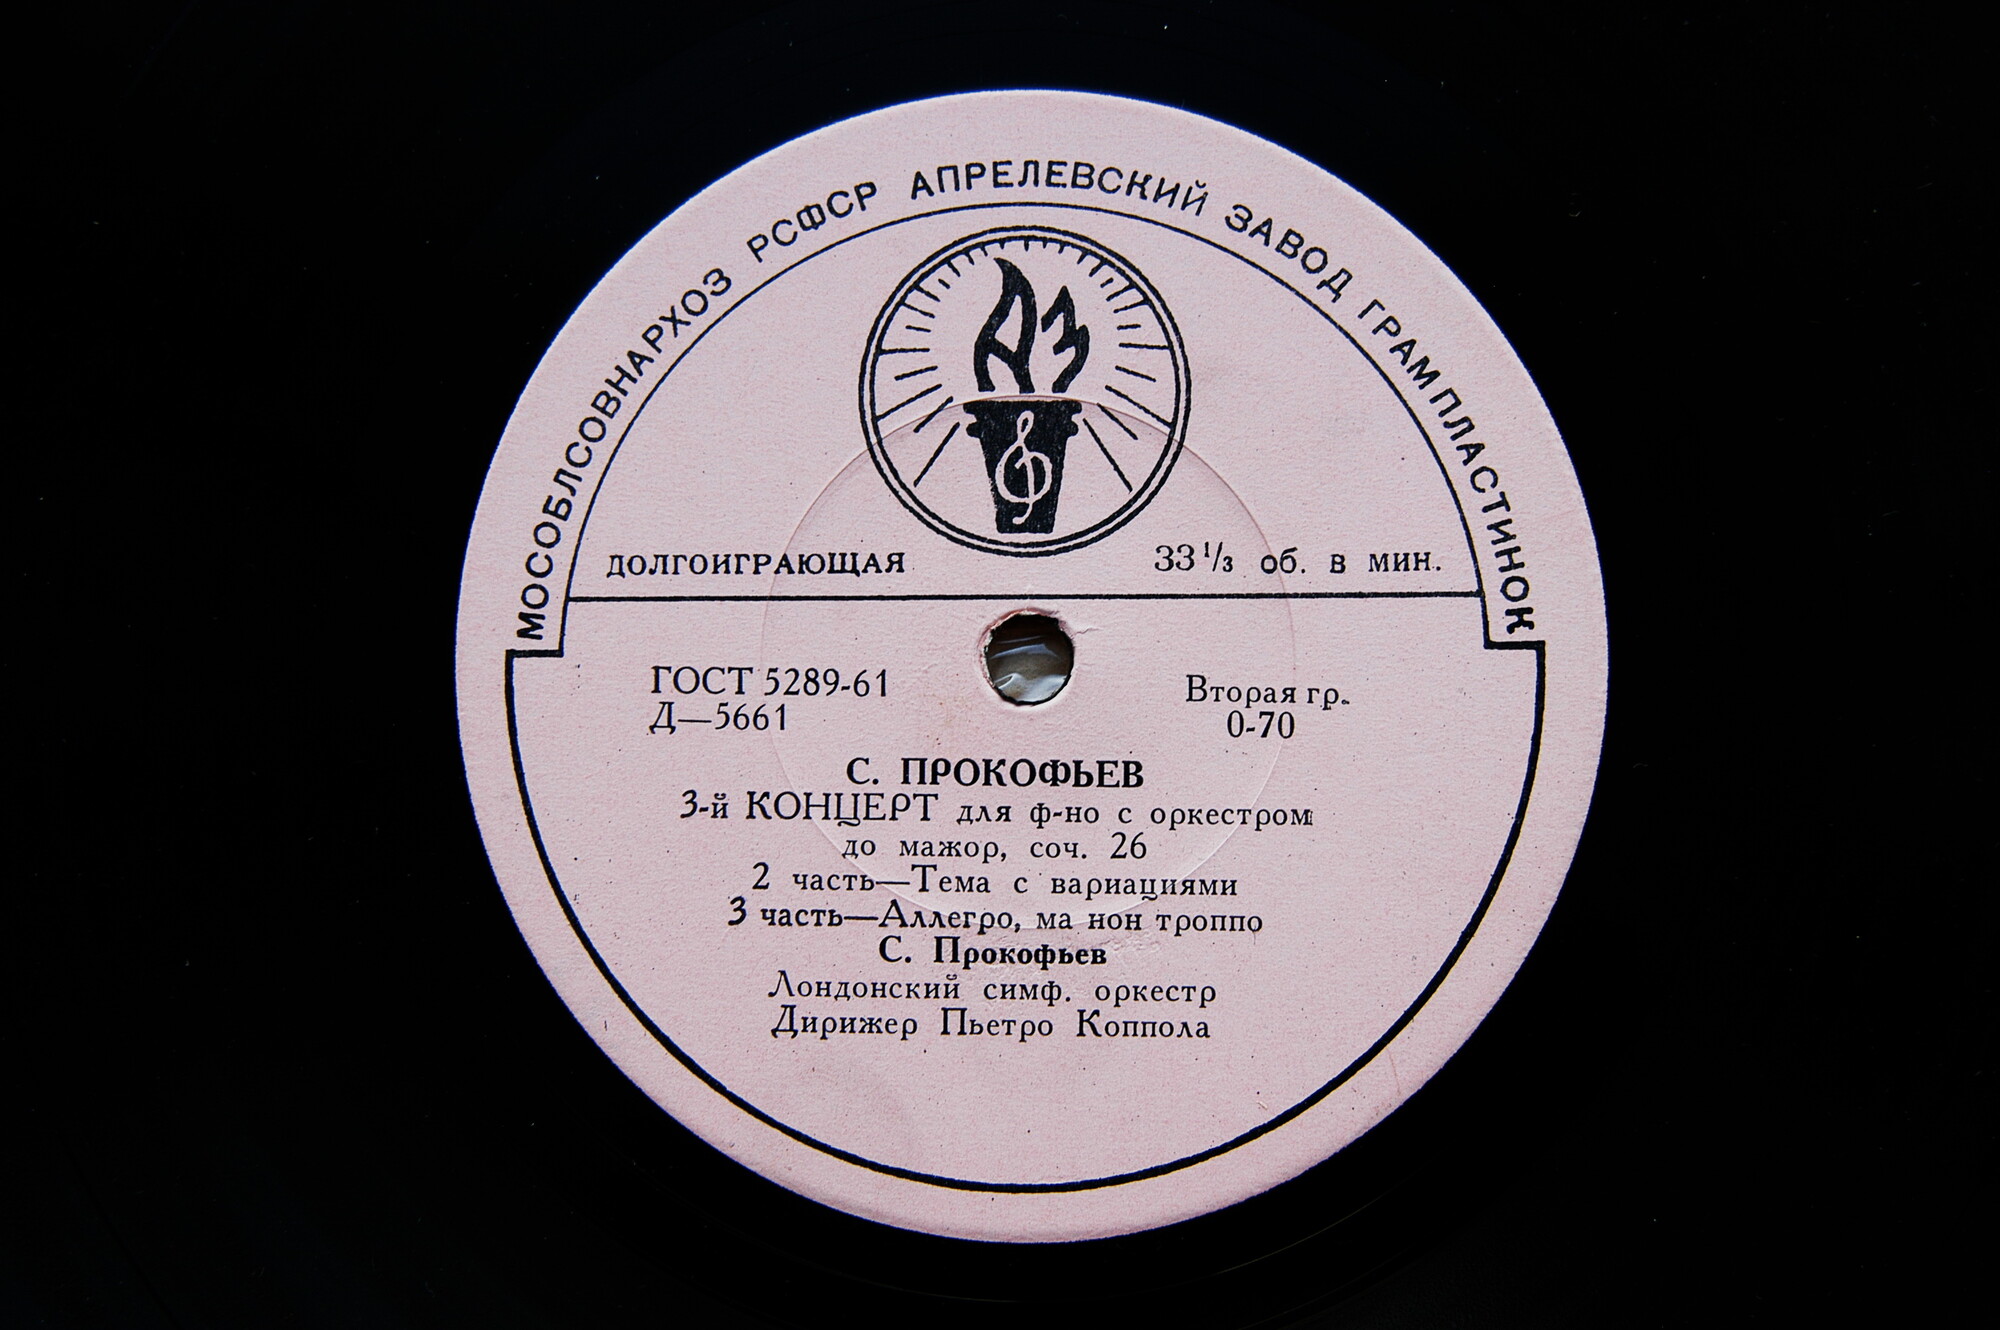 МОСОБЛСОВНАРХОЗ РСФСР АПРЕЛЕВСКИЙ ЗАВОД ГРАМПЛАСТИНОК
АЗ
ДОЛГОИГРАЮЩАЯ 33 1/3 об. в мин.
ГОСТ 5289-61 Вторая гр.
Д—5661 0-70
С. ПРОКОФЬЕВ
3-й КОНЦЕРТ для ф-но с оркестром
до мажор, соч. 26
2 часть—Тема с вариациями
3 часть—Аллегро, ма нон троппо
С. Прокофьев
Лондонский симф. оркестр
Дирижер Пьетро Коппола